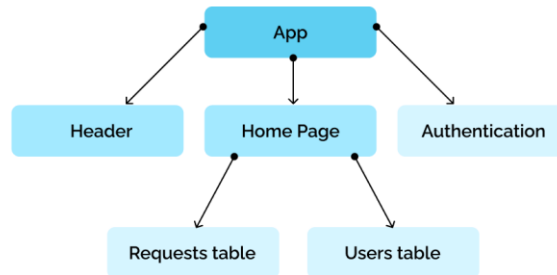 App
Header
Home Page
Authentication
Requests table
Users table